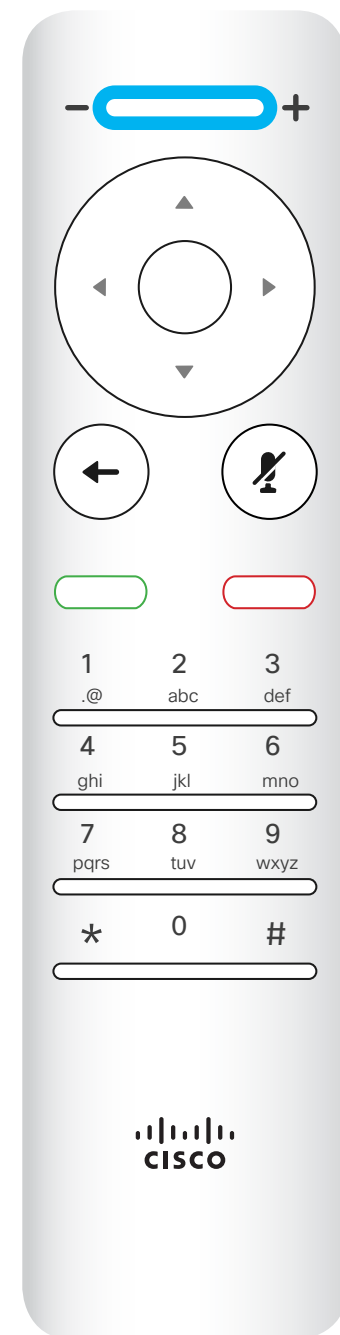 - +
1 2 3
.@ abc def
4 5 6
ghi jkl mno
7 8 9
pqrs tuv wxyz
* 0 #
CISCO